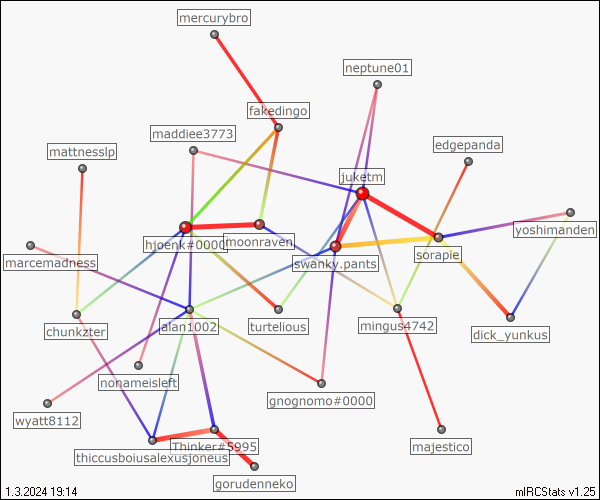 mercurybro
neptune01
fakedingo
maddiee3773
edgepanda
mattnesslp
juketm
yoshimanden
hjoenk#0000
moonraven
sorapie
marcemadness
swanky.pants
chunkzter
alan1002
turtelious
mingus4742
dick_yunkus
nonameisleft
gnognomo#0000
wyatt8112
Thinker#5995
majestico
thiccusboiusalexusjoneus
gorudenneko
1.3.2024 19:14
mIRCStats v1.25